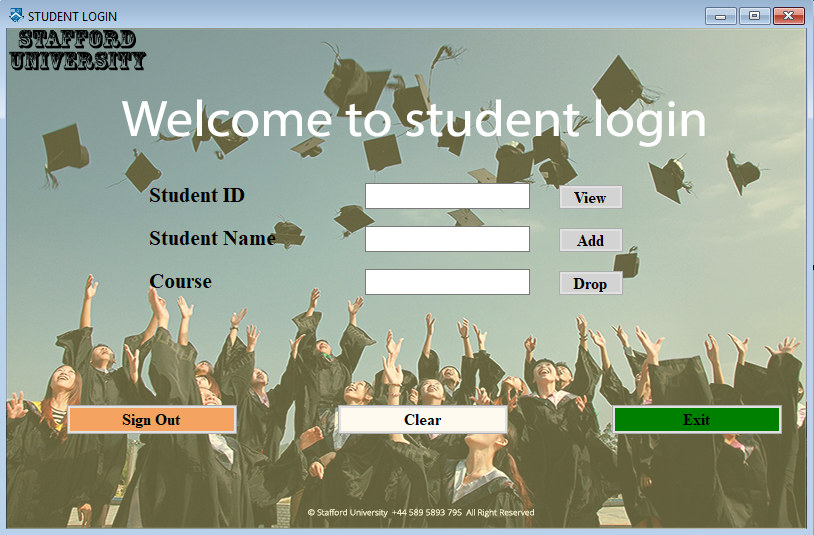 STUDENT LOGIN
STAFFORD
UNIVERSITY
Welcome to student login
Student ID
View
Student Name
Add
Course
Drop
Sign Out
Clear
Exit
© Stafford University +44 589 5893 795 All Right Reserved